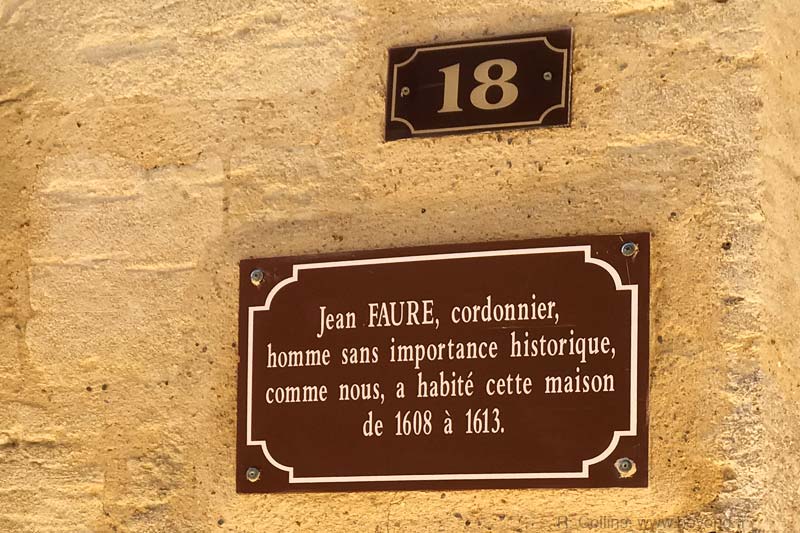 18
Jean FAURE, cordonnier,
homme sans importance historique,
comme nous, a habité cette maison
de 1608 à 1613.